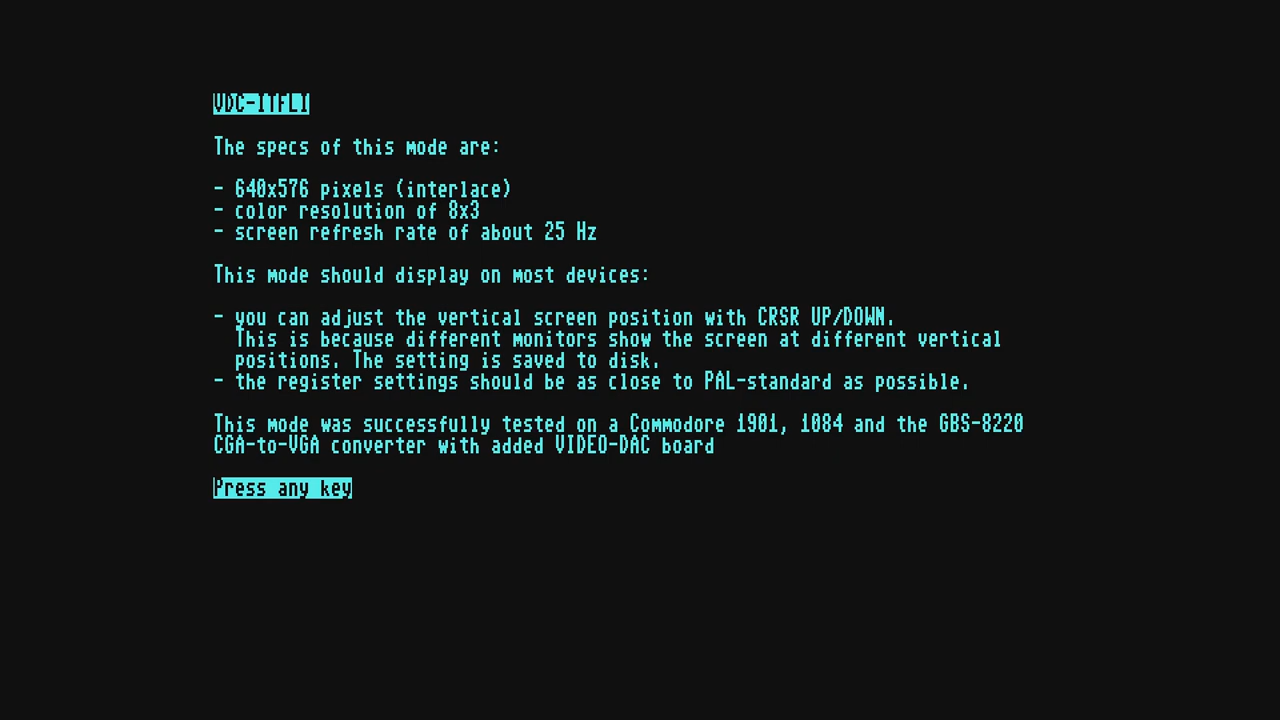 VDC-ITFLI
The specs of this mode are:
- 640x576 pixels (interlace)
- color resolution of 8x3
- screen refresh rate of about 25 Hz
This mode should display on most devices:
- you can adjust the vertical screen position with CRSR UP/DOWN.
This is because different monitors show the screen at different vertical
positions. The setting is saved to disk.
- the register settings should be as close to PAL-standard as possible.
This mode was successfully tested on a Commodore 1901, 1084 and the GBS-8220
CGA-to-VGA converter with added VIDEO-DAC board
Press any key